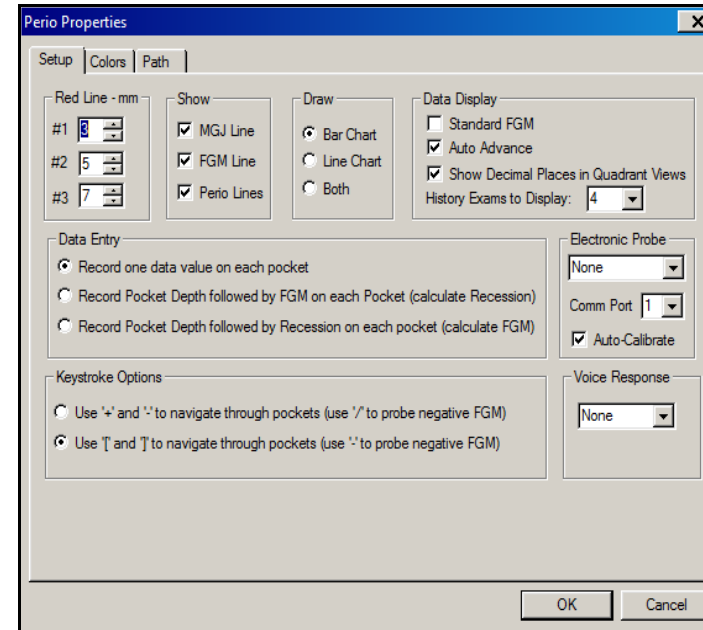 Perio Properties
Setup Colors Path
Red Line - mm
#1 3
#2 5
#3 7
Show
MGJ Line
FGM Line
Perio Lines
Draw
Bar Chart
Line Chart
Both
Data Display
Standard FGM
Auto Advance
Show Decimal Places in Quadrant Views
History Exams to Display: 4
Data Entry
Record one data value on each pocket
Record Pocket Depth followed by FGM on each Pocket (calculate Recession)
Record Pocket Depth followed by Recession on each pocket (calculate FGM)
Electronic Probe
None
Comm Port 1
Auto-Calibrate
Keystroke Options
Use '+' and '-' to navigate through pockets (use '/' to probe negative FGM)
Use '[' and ']' to navigate through pockets (use '-' to probe negative FGM)
Voice Response
None
OK Cancel